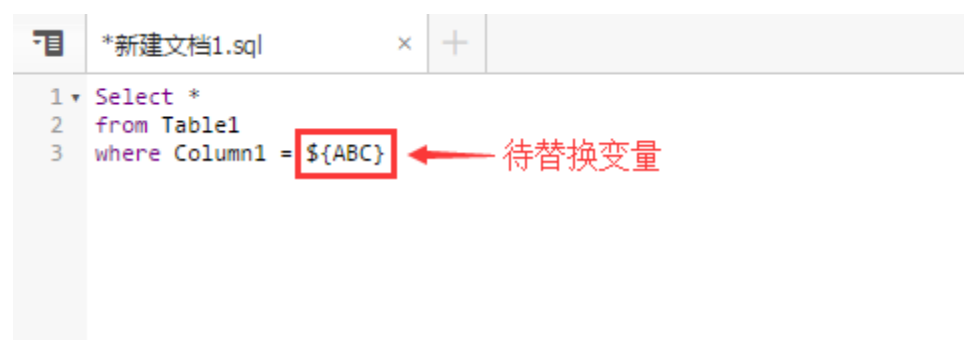 *新建文档1.sql × +
1 Select *
2 from Table1
3 where Column1 = ${ABC} 待替换变量